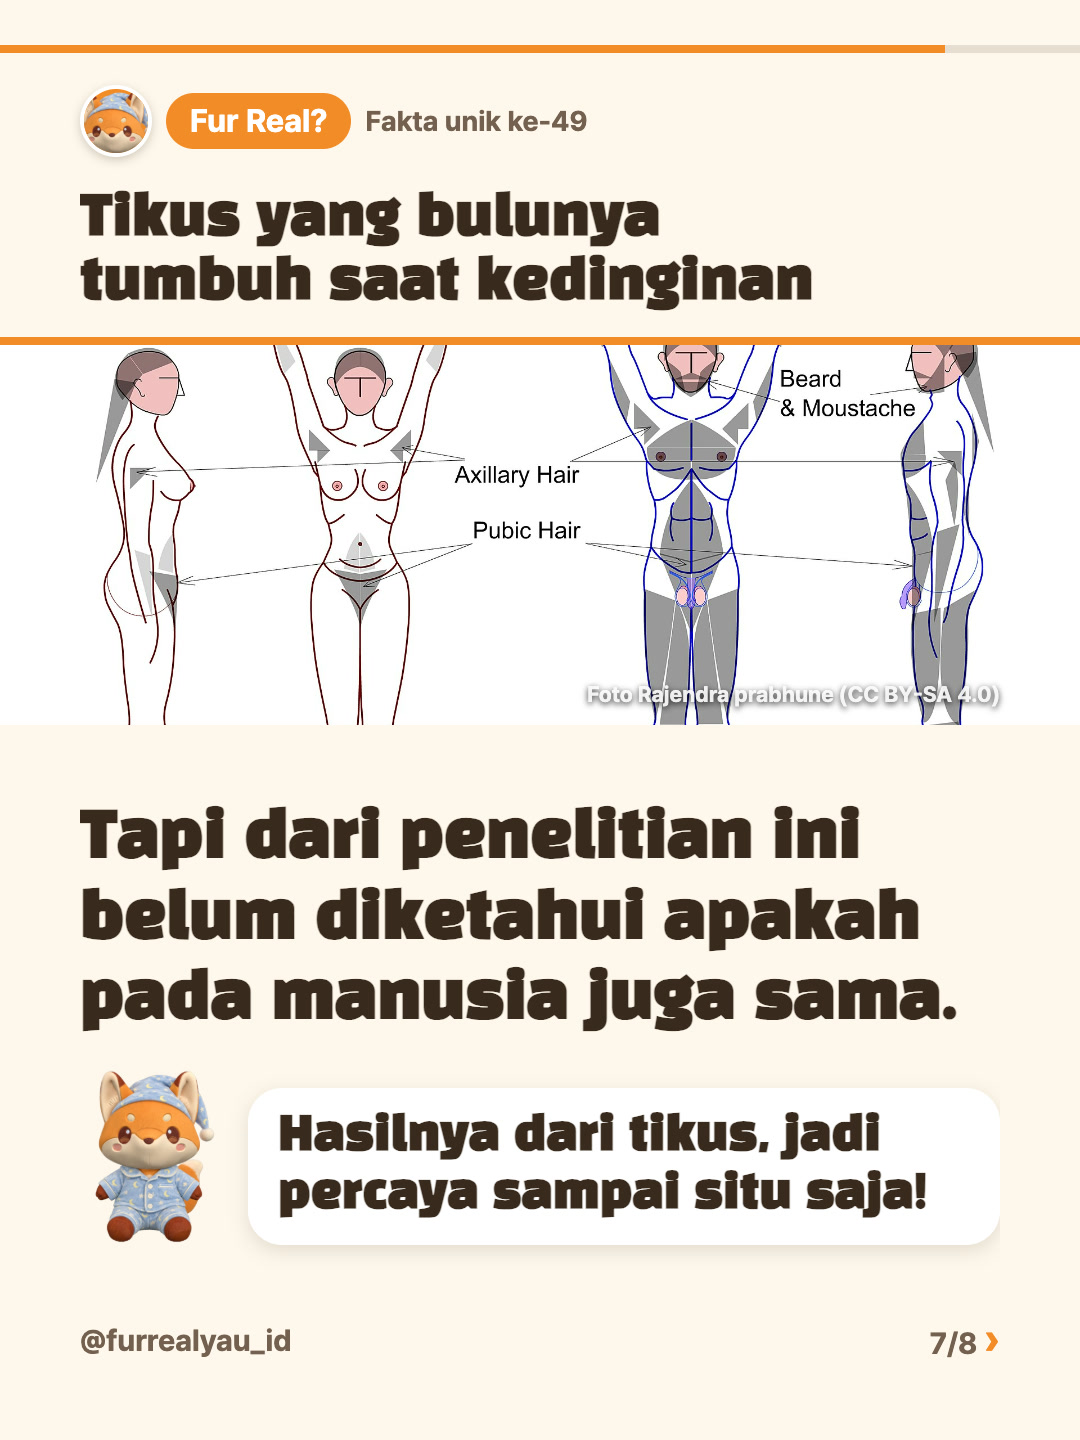 Fur Real?
Fakta unik ke-49
Tikus yang bulunya
tumbuh saat kedinginan
Beard
& Moustache
Axillary Hair
Pubic Hair
Foto Rajendra prabhune (CC BY-SA 4.0)
Tapi dari penelitian ini
belum diketahui apakah
pada manusia juga sama.
Hasilnya dari tikus, jadi
percaya sampai situ saja!
@furrealyau_id
7/8 ›